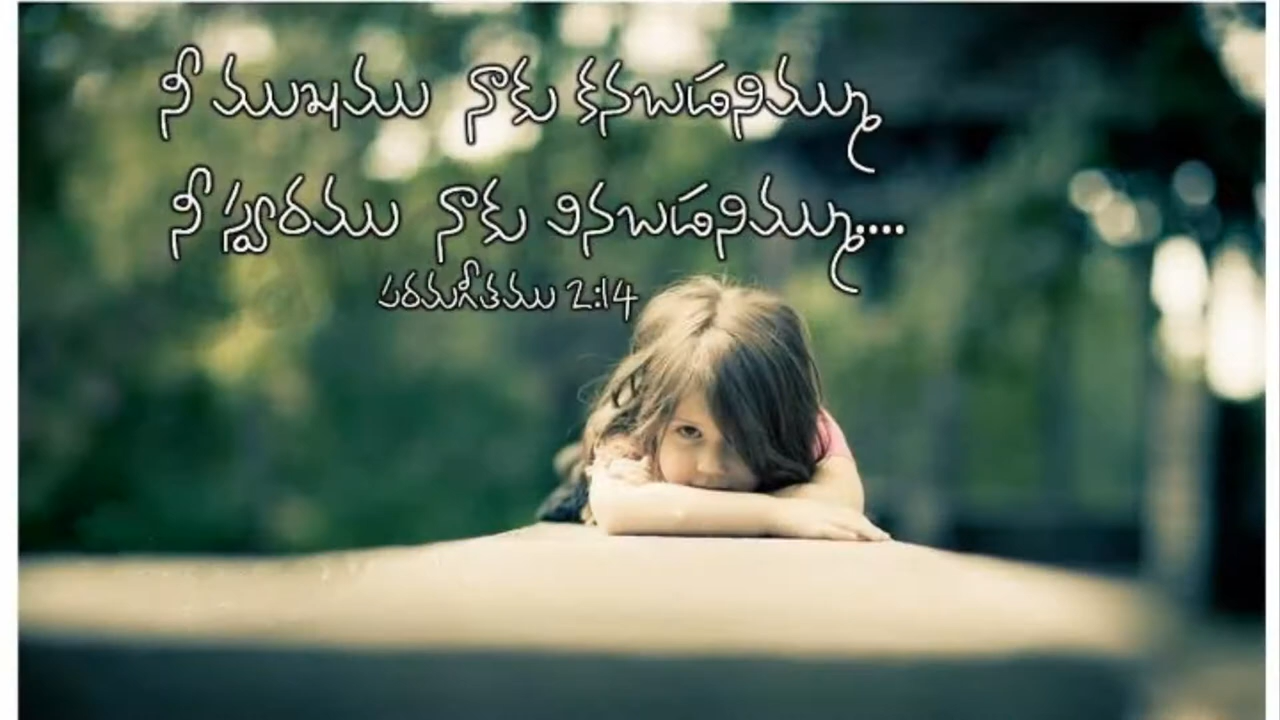 నీ ముఖము నాకు కనబడనిమ్ము
నీ స్వరము నాకు వినబడనిమ్ము....
పరమగీతము 2:14